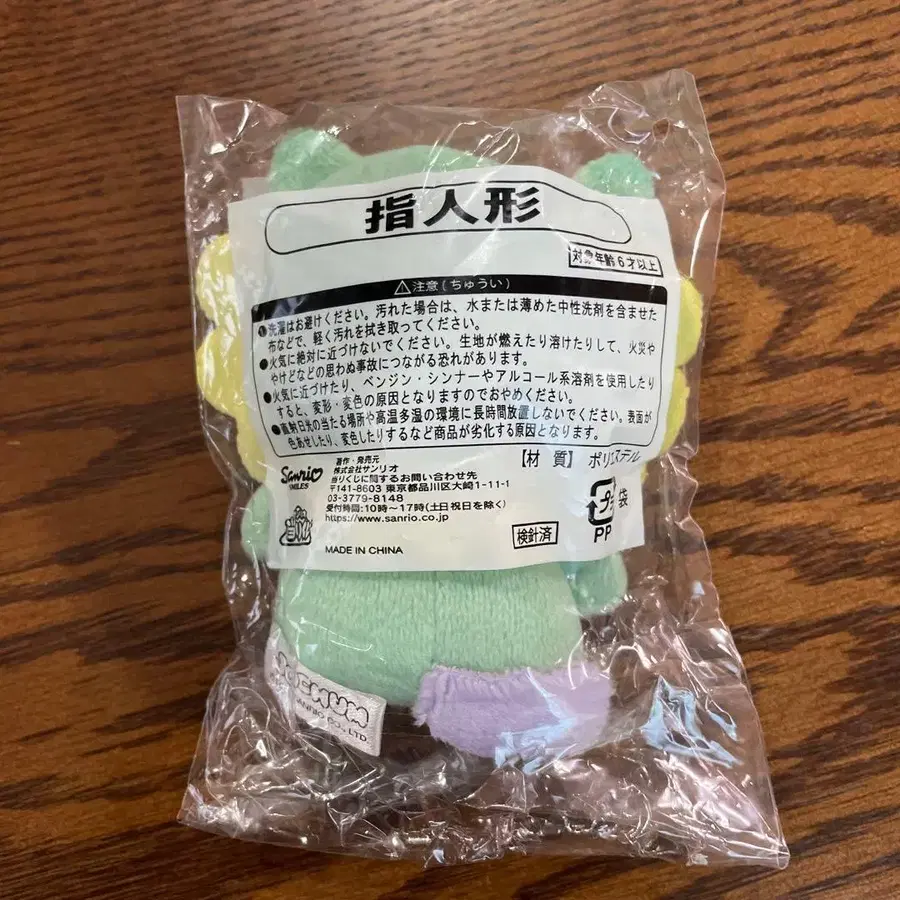 指人形
対象年齢6才以上
⚠注意(ちゅうい)
●洗濯はお避けください。汚れた場合は、水または薄めた中性洗剤を含ませた
布などで、軽く汚れを拭き取ってください。
●火気に絶対に近づけないでください。生地が燃えたり溶けたりして、火災や
やけどなどの思わぬ事故につながる恐れがあります。
●火気に近づけたり、ベンジン・シンナーやアルコール系溶剤を使用したり
すると、変形・変色の原因となりますのでおやめください。
●直射日光の当たる場所や高温多湿の環境に長時間放置しないでください。表面が
色あせしたり、変色したりするなど商品が劣化する原因となります。
【材 質】ポリエステル
Sanrio
SMILES
著作・発売元
株式会社サンリオ
当りくじに関するお問い合わせ先
〒141-8603 東京都品川区大崎1-11-1
03-3779-8148
受付時間:10時~17時(土日祝日を除く)
https://www.sanrio.co.jp
MADE IN CHINA
検針済
プラ
袋
PP
SANRIO CO., LTD.